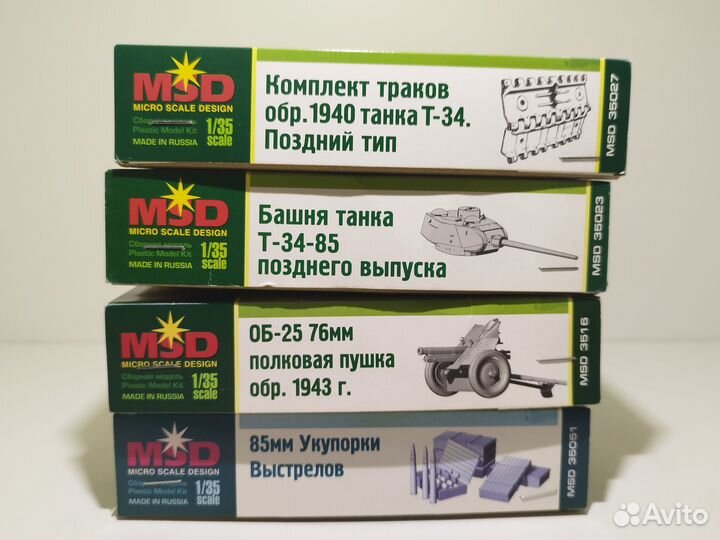 MSD
MICRO SCALE DESIGN
Сборная модель
Plastic Model Kit
MADE IN RUSSIA
1/35
scale
Комплект траков
обр.1940 танка Т-34.
Поздний тип
MSD 35027
MSD
MICRO SCALE DESIGN
Сборная модель
Plastic Model Kit
MADE IN RUSSIA
1/35
scale
Башня танка
Т-34-85
позднего выпуска
MSD 35023
MSD
MICRO SCALE DESIGN
Сборная модель
Plastic Model Kit
MADE IN RUSSIA
1/35
scale
ОБ-25 76мм
полковая пушка
обр. 1943 г.
MSD 3516
MSD
MICRO SCALE DESIGN
Сборная модель
Plastic Model Kit
MADE IN RUSSIA
1/35
scale
85мм Укупорки
Выстрелов
MSD 35051
Avito